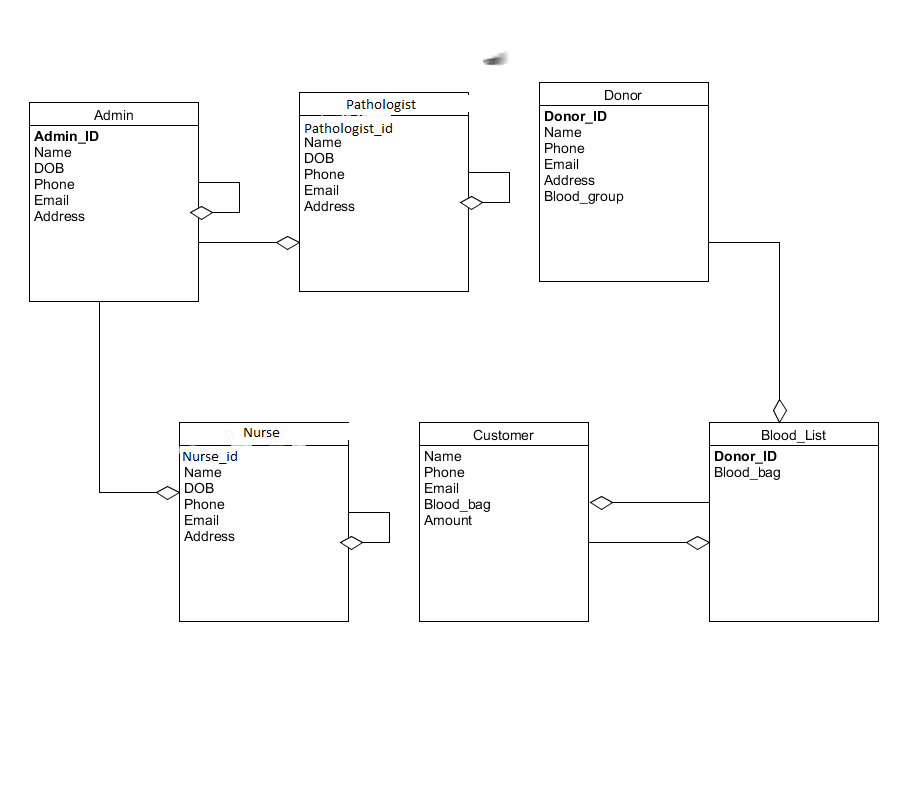 Admin
Admin_ID
Name
DOB
Phone
Email
Address
Pathologist
Pathologist_id
Name
DOB
Phone
Email
Address
Donor
Donor_ID
Name
Phone
Email
Address
Blood_group
Nurse
Nurse_id
Name
DOB
Phone
Email
Address
Customer
Name
Phone
Email
Blood_bag
Amount
Blood_List
Donor_ID
Blood_bag